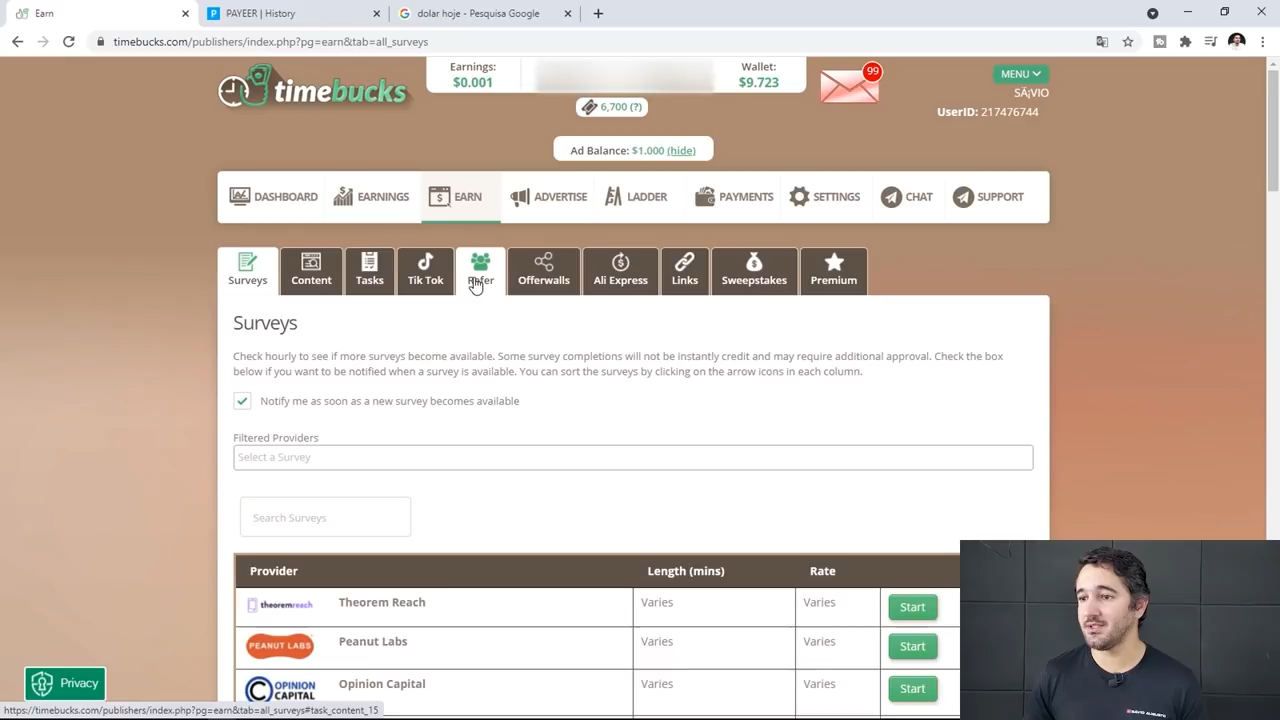 Earn
PAYEER | History
dolar hoje - Pesquisa Google
timebucks.com/publishers/index.php?pg=earn&tab=all_surveys
timebucks
Earnings:
$0.001
Wallet:
$9.723
99
MENU
SÃ¡VIO
UserID: 217476744
6,700 (?)
Ad Balance: $1.000 (hide)
DASHBOARD
EARNINGS
EARN
ADVERTISE
LADDER
PAYMENTS
SETTINGS
CHAT
SUPPORT
Surveys
Content
Tasks
Tik Tok
Refer
Offerwalls
Ali Express
Links
Sweepstakes
Premium
Surveys
Check hourly to see if more surveys become available. Some survey completions will not be instantly credit and may require additional approval. Check the box
below if you want to be notified when a survey is available. You can sort the surveys by clicking on the arrow icons in each column.
Notify me as soon as a new survey becomes available
Filtered Providers
Select a Survey
Search Surveys
Provider Length (mins) Rate
theoremreach Theorem Reach Varies Varies Start
PEANUT LABS Peanut Labs Varies Varies Start
OPINION CAPITAL Opinion Capital Varies Varies Start
Privacy
https://timebucks.com/publishers/index.php?pg=earn&tab=all_surveys#task_content_15